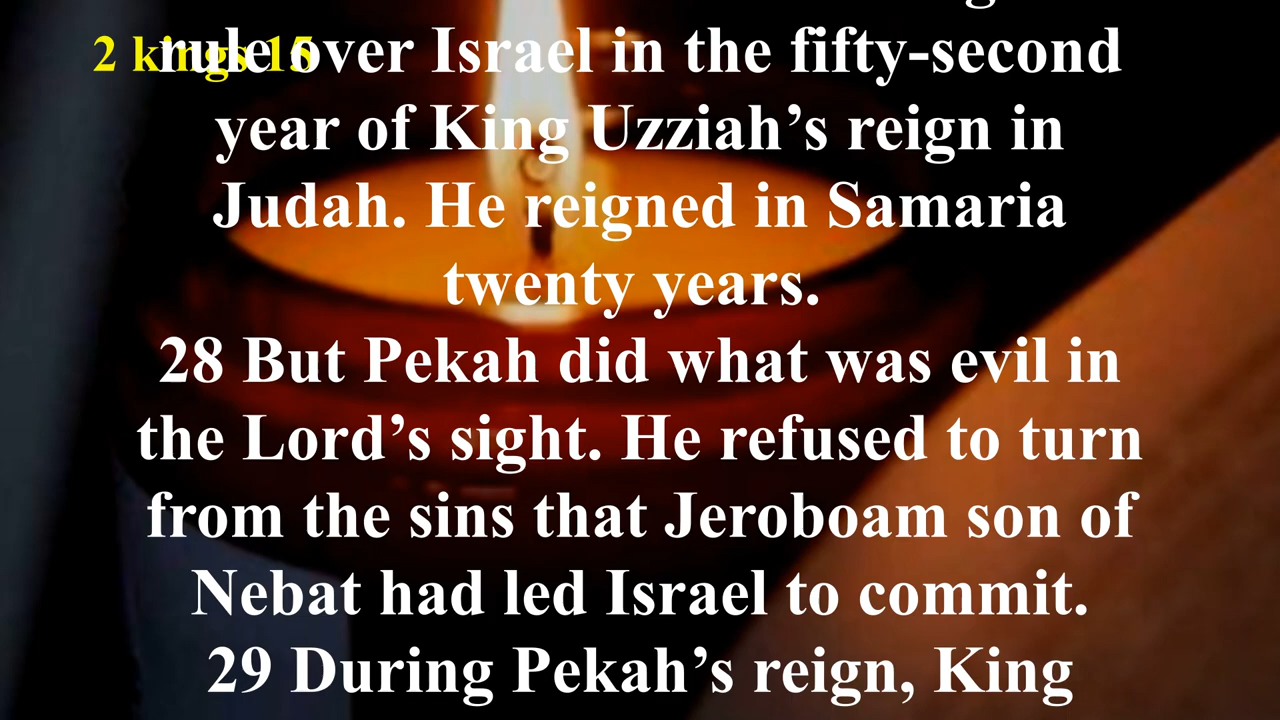 2 kings 15
rule over Israel in the fifty-second
year of King Uzziah’s reign in
Judah. He reigned in Samaria
twenty years.
28 But Pekah did what was evil in
the Lord’s sight. He refused to turn
from the sins that Jeroboam son of
Nebat had led Israel to commit.
29 During Pekah’s reign, King